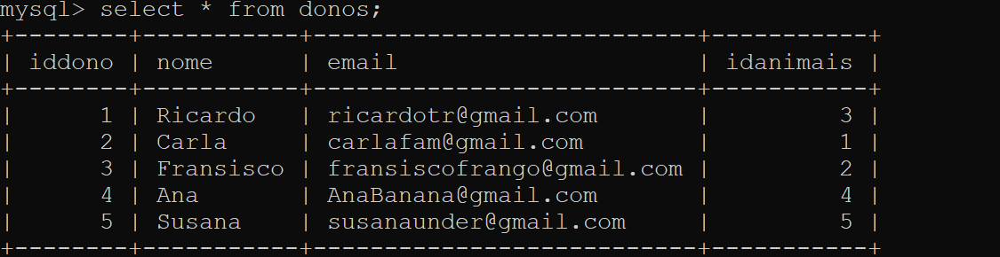 mysql> select * from donos;
+--------+-----------+---------------------------+-----------+
| iddono | nome      | email                     | idanimais |
+--------+-----------+---------------------------+-----------+
|      1 | Ricardo   | ricardotr@gmail.com       |         3 |
|      2 | Carla     | carlafam@gmail.com        |         1 |
|      3 | Fransisco | fransiscofrango@gmail.com |         2 |
|      4 | Ana       | AnaBanana@gmail.com       |         4 |
|      5 | Susana    | susanaunder@gmail.com     |         5 |
+--------+-----------+---------------------------+-----------+